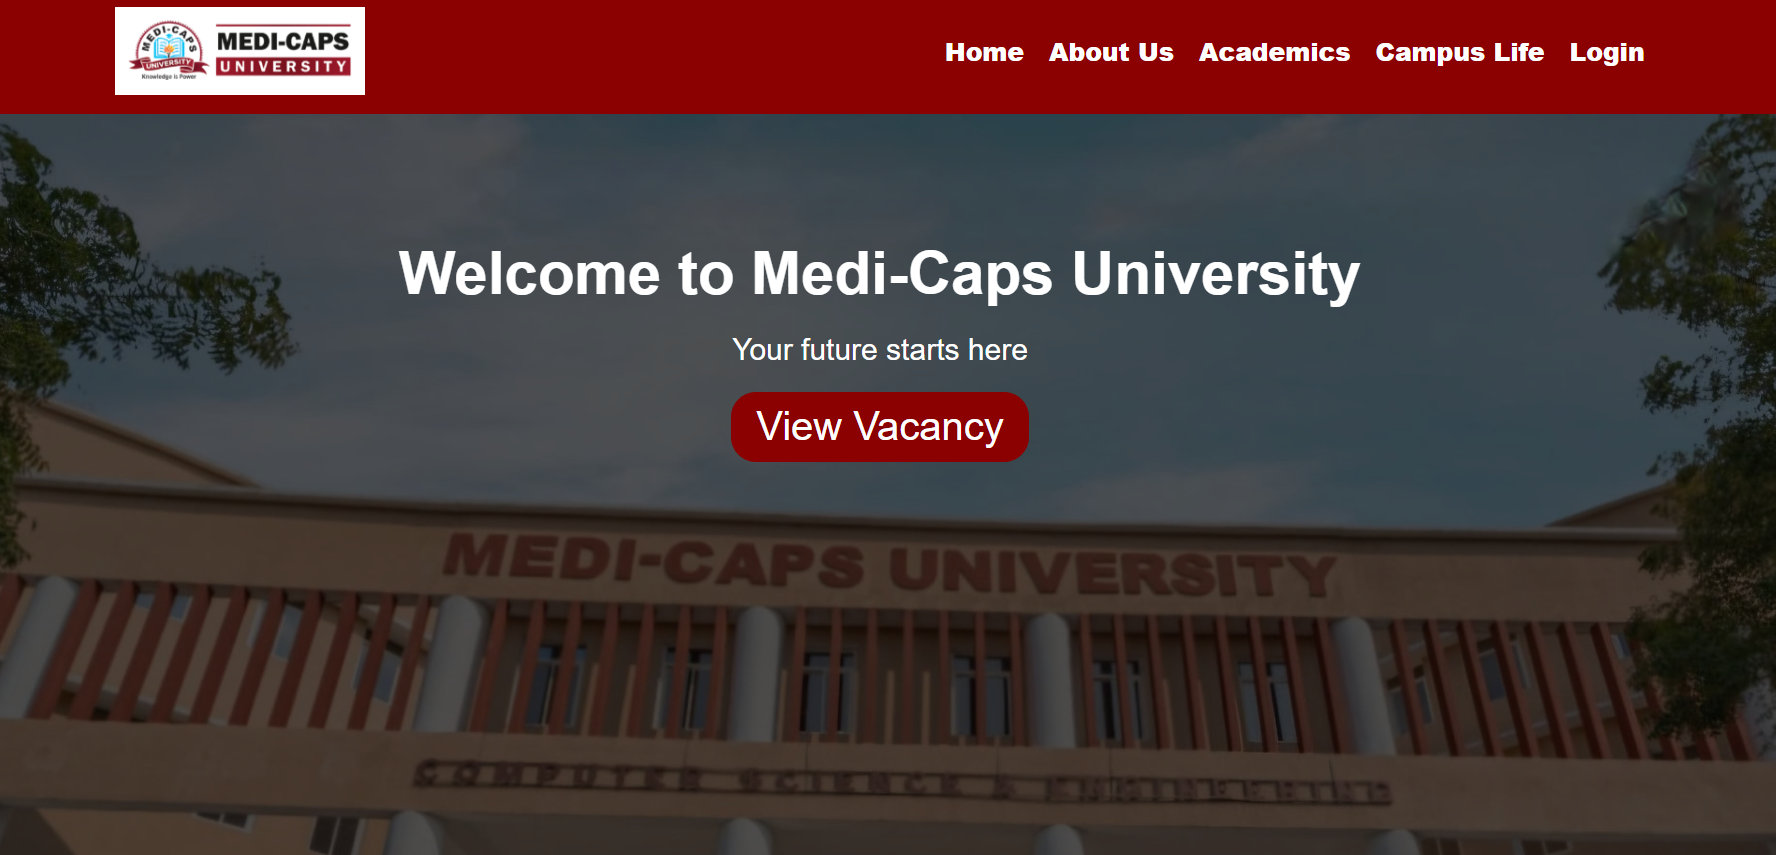 MEDI-CAPS
UNIVERSITY
Knowledge is Power
MEDI-CAPS
UNIVERSITY
Home About Us Academics Campus Life Login
Welcome to Medi-Caps University
Your future starts here
View Vacancy
MEDI-CAPS UNIVERSITY
COMPUTER SCIENCE & ENGINEERING